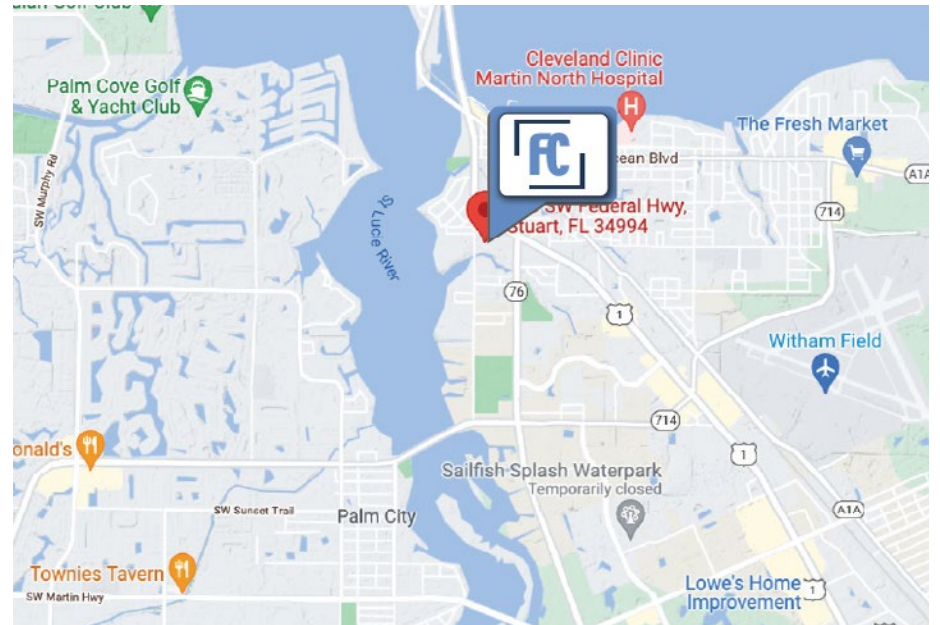 Palm Cove Golf
& Yacht Club
Cleveland Clinic
Martin North Hospital
H
The Fresh Market
FC
cean Blvd
A1A
SW Murphy Rd
714
SW Federal Hwy,
Stuart, FL 34994
St Lucie River
76
1
Witham Field
714
onald's
1
Sailfish Splash Waterpark
Temporarily closed
SW Sunset Trail
Palm City
A1A
Townies Tavern
SW Martin Hwy
Lowe's Home
Improvement
1